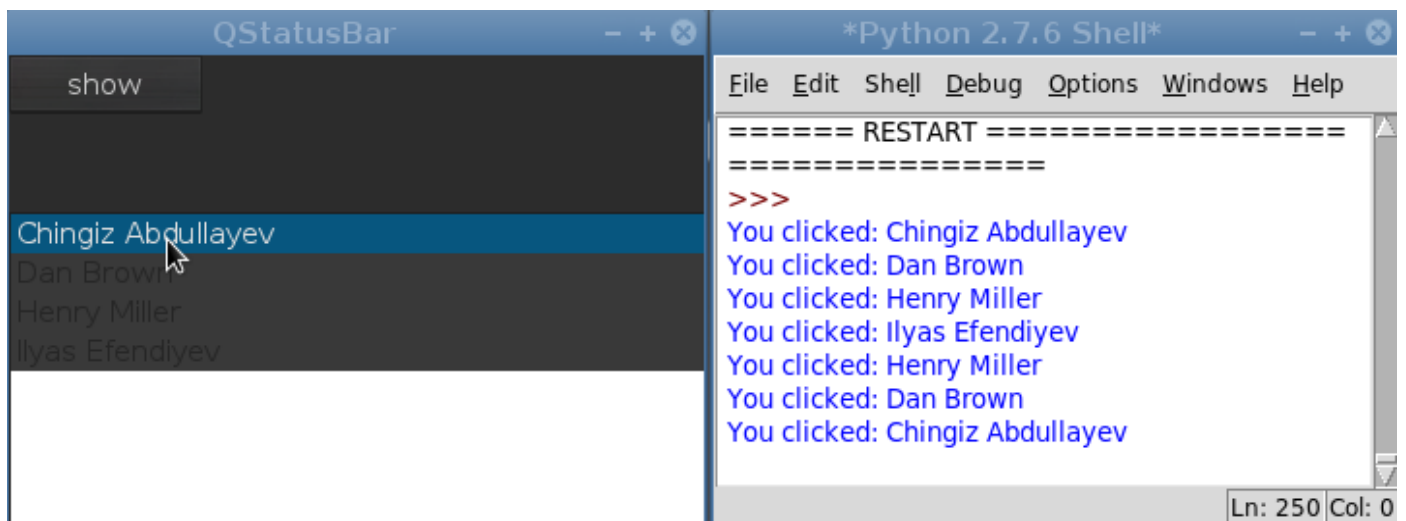 QStatusBar
show
Chingiz Abdullayev
Dan Brown
Henry Miller
Ilyas Efendiyev
*Python 2.7.6 Shell*
File Edit Shell Debug Options Windows Help
====== RESTART =================
===============
>>>
You clicked: Chingiz Abdullayev
You clicked: Dan Brown
You clicked: Henry Miller
You clicked: Ilyas Efendiyev
You clicked: Henry Miller
You clicked: Dan Brown
You clicked: Chingiz Abdullayev
Ln: 250 Col: 0